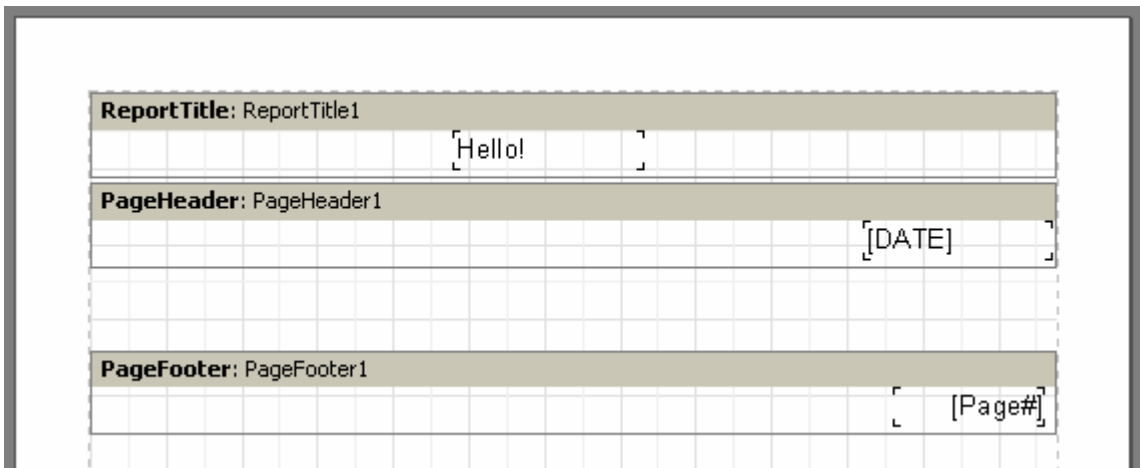 ReportTitle: ReportTitle1
Hello!
PageHeader: PageHeader1
[DATE]
PageFooter: PageFooter1
[Page#]